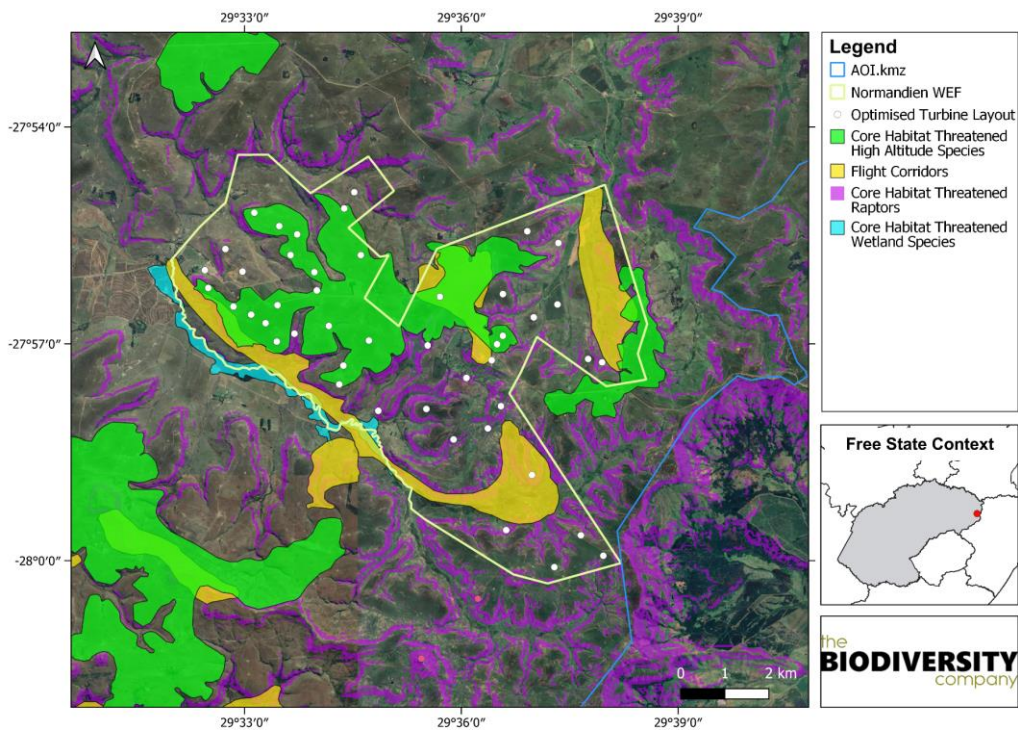 29°33'0" 29°36'0" 29°39'0"
-27°54'0"
-27°57'0"
-28°0'0"
29°33'0" 29°36'0" 29°39'0"
0 1 2 km
Legend
AOI.kmz
Normandien WEF
Optimised Turbine Layout
Core Habitat Threatened
High Altitude Species
Flight Corridors
Core Habitat Threatened
Raptors
Core Habitat Threatened
Wetland Species
Free State Context
the
BIODIVERSITY
company